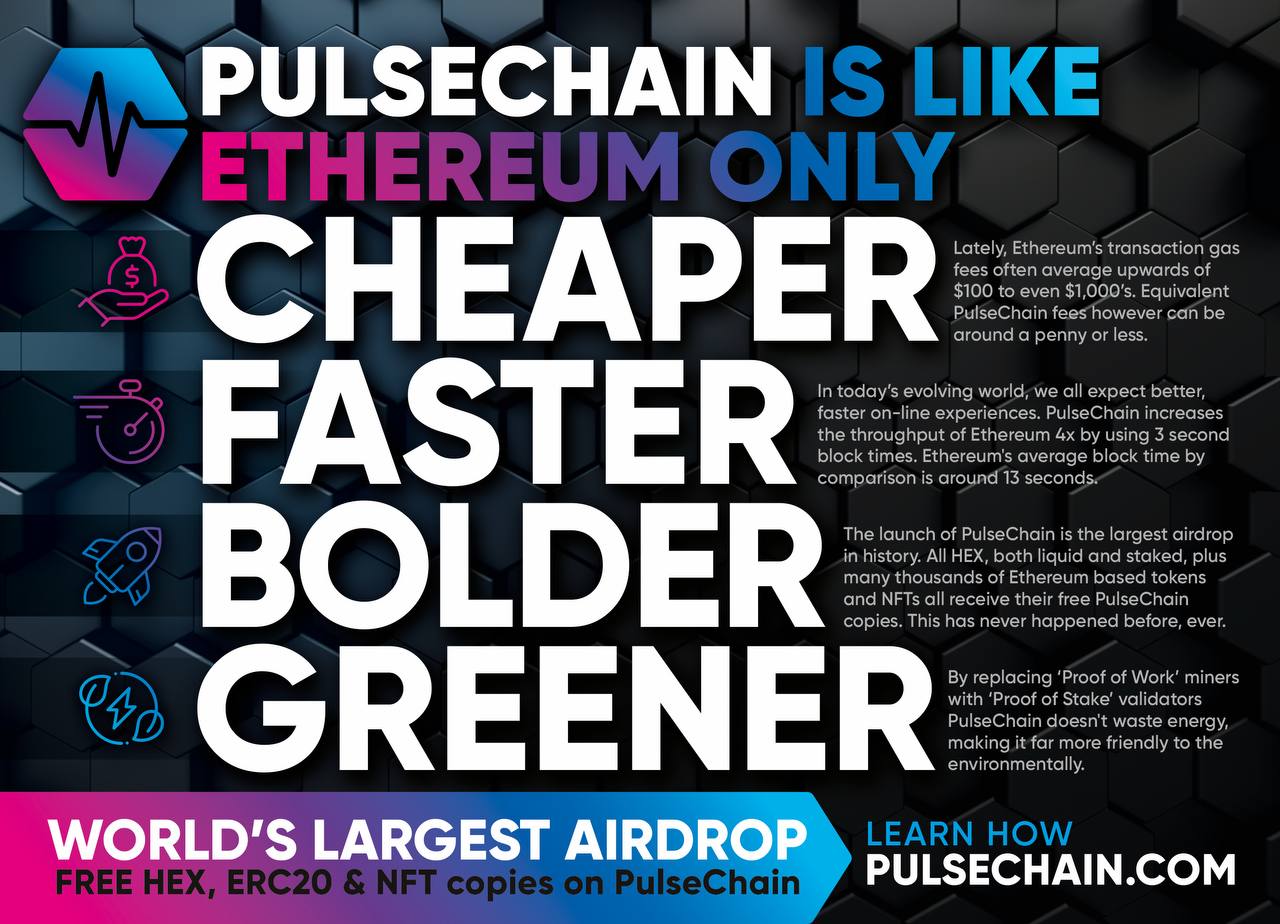 PULSECHAIN IS LIKE
ETHEREUM ONLY
CHEAPER
Lately, Ethereum's transaction gas
fees often average upwards of
$100 to even $1,000's. Equivalent
PulseChain fees however can be
around a penny or less.
FASTER
In today's evolving world, we all expect better,
faster on-line experiences. PulseChain increases
the throughput of Ethereum 4x by using 3 second
block times. Ethereum's average block time by
comparison is around 13 seconds.
BOLDER
The launch of PulseChain is the largest airdrop
in history. All HEX, both liquid and staked, plus
many thousands of Ethereum based tokens
and NFTs all receive their free PulseChain
copies. This has never happened before, ever.
GREENER
By replacing 'Proof of Work' miners
with 'Proof of Stake' validators
PulseChain doesn't waste energy,
making it far more friendly to the
environmentally.
WORLD'S LARGEST AIRDROP
FREE HEX, ERC20 & NFT copies on PulseChain
LEARN HOW
PULSECHAIN.COM